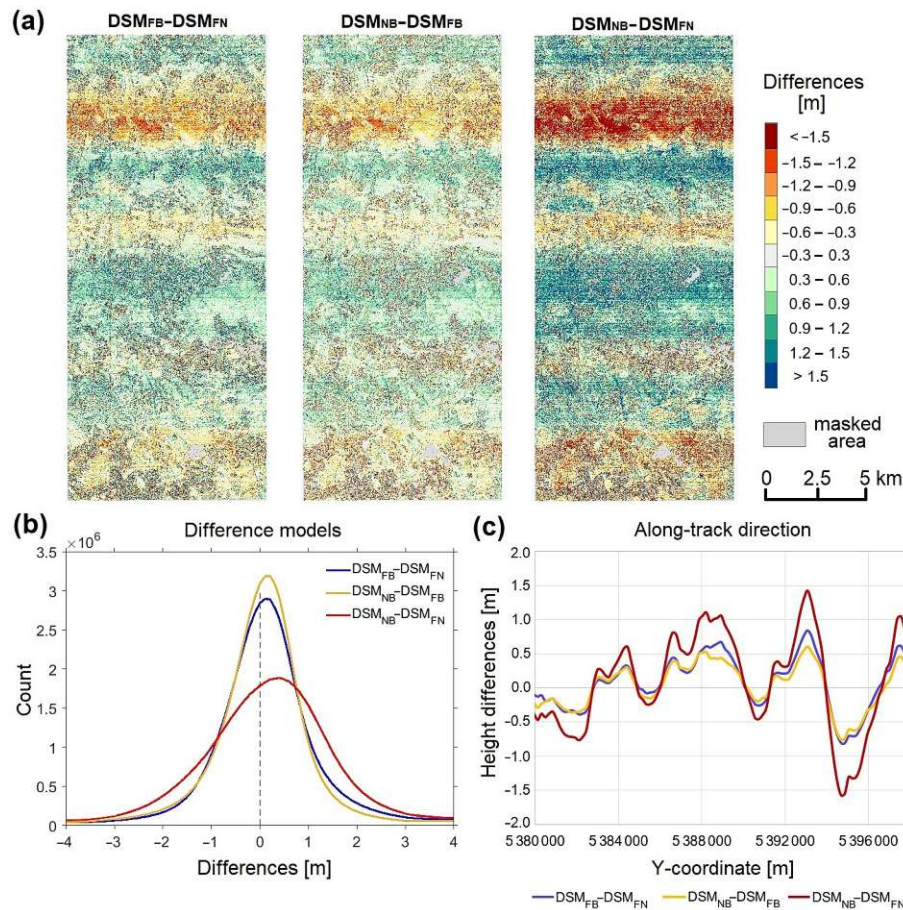 (a)
DSMFB–DSMFN
DSMNB–DSMFB
DSMNB–DSMFN
Differences
[m]
< –1.5
–1.5 – –1.2
–1.2 – –0.9
–0.9 – –0.6
–0.6 – –0.3
–0.3 – 0.3
0.3 – 0.6
0.6 – 0.9
0.9 – 1.2
1.2 – 1.5
> 1.5
masked
area
0 2.5 5 km
(b)
Difference models
×10⁶
3.5
3
2.5
2
1.5
1
0.5
0
Count
–4 –3 –2 –1 0 1 2 3 4
Differences [m]
DSMFB–DSMFN
DSMNB–DSMFB
DSMNB–DSMFN
(c)
Along-track direction
2.0
1.5
1.0
0.5
0.0
–0.5
–1.0
–1.5
–2.0
Height differences [m]
5 380 000 5 384 000 5 388 000 5 392 000 5 396 000
Y-coordinate [m]
DSMFB–DSMFN DSMNB–DSMFB DSMNB–DSMFN